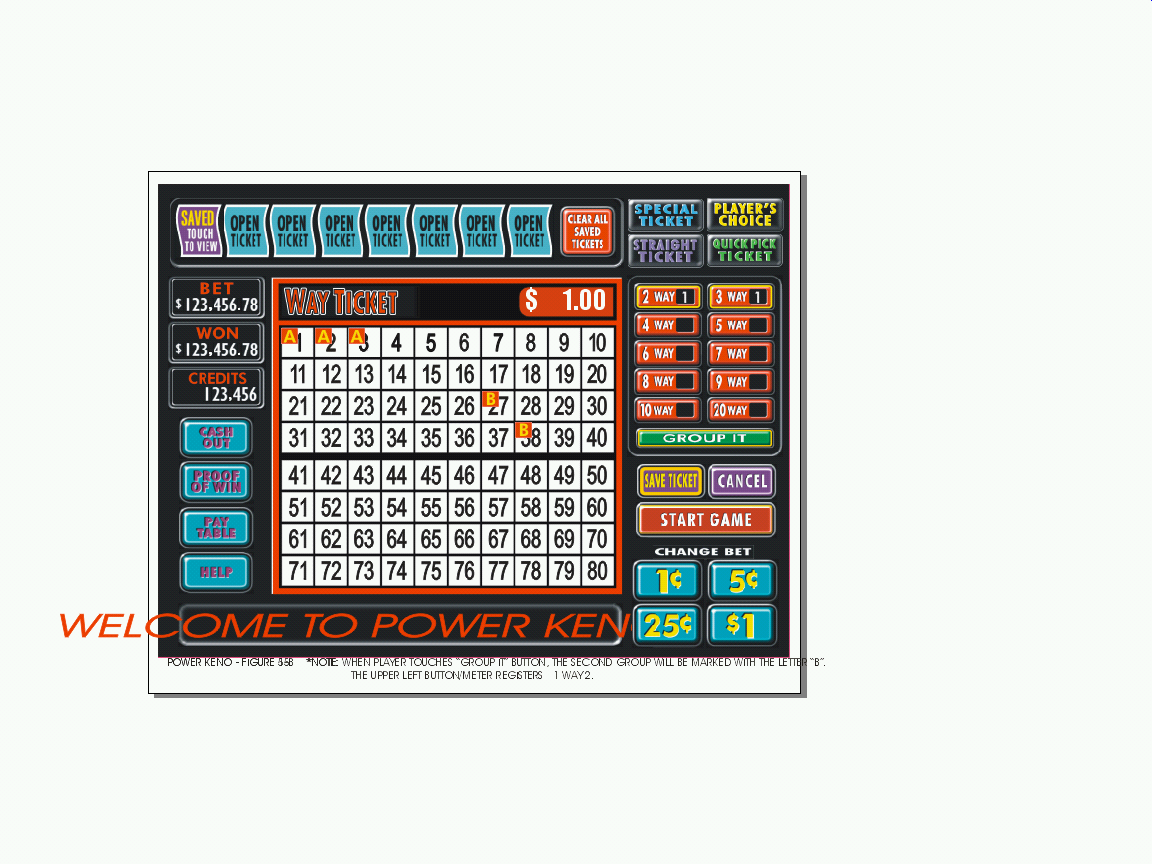 SAVED TOUCH TO VIEW
OPEN TICKET
OPEN TICKET
OPEN TICKET
OPEN TICKET
OPEN TICKET
OPEN TICKET
OPEN TICKET
CLEAR ALL SAVED TICKETS
SPECIAL TICKET
PLAYER'S CHOICE
STRAIGHT TICKET
QUICK PICK TICKET
BET
$ 123,456.78
WON
$ 123,456.78
CREDITS
123.456
CASH OUT
PROOF OF WIN
PAY TABLE
HELP
WAY TICKET $ 1.00
A 1 A 2 A 3 4 5 6 7 8 9 10
11 12 13 14 15 16 17 18 19 20
21 22 23 24 25 26 B 27 28 29 30
31 32 33 34 35 36 37 B 38 39 40
41 42 43 44 45 46 47 48 49 50
51 52 53 54 55 56 57 58 59 60
61 62 63 64 65 66 67 68 69 70
71 72 73 74 75 76 77 78 79 80
2 WAY 1 3 WAY 1
4 WAY 5 WAY
6 WAY 7 WAY
8 WAY 9 WAY
10 WAY 20 WAY
GROUP IT
SAVE TICKET CANCEL
START GAME
CHANGE BET
1¢ 5¢
25¢ $1
WELCOME TO POWER KEN
POWER KENO - FIGURE 3-5B *NOTE: WHEN PLAYER TOUCHES "GROUP IT" BUTTON, THE SECOND GROUP WILL BE MARKED WITH THE LETTER "B".
THE UPPER LEFT BUTTON/METER REGISTERS 1 WAY 2.